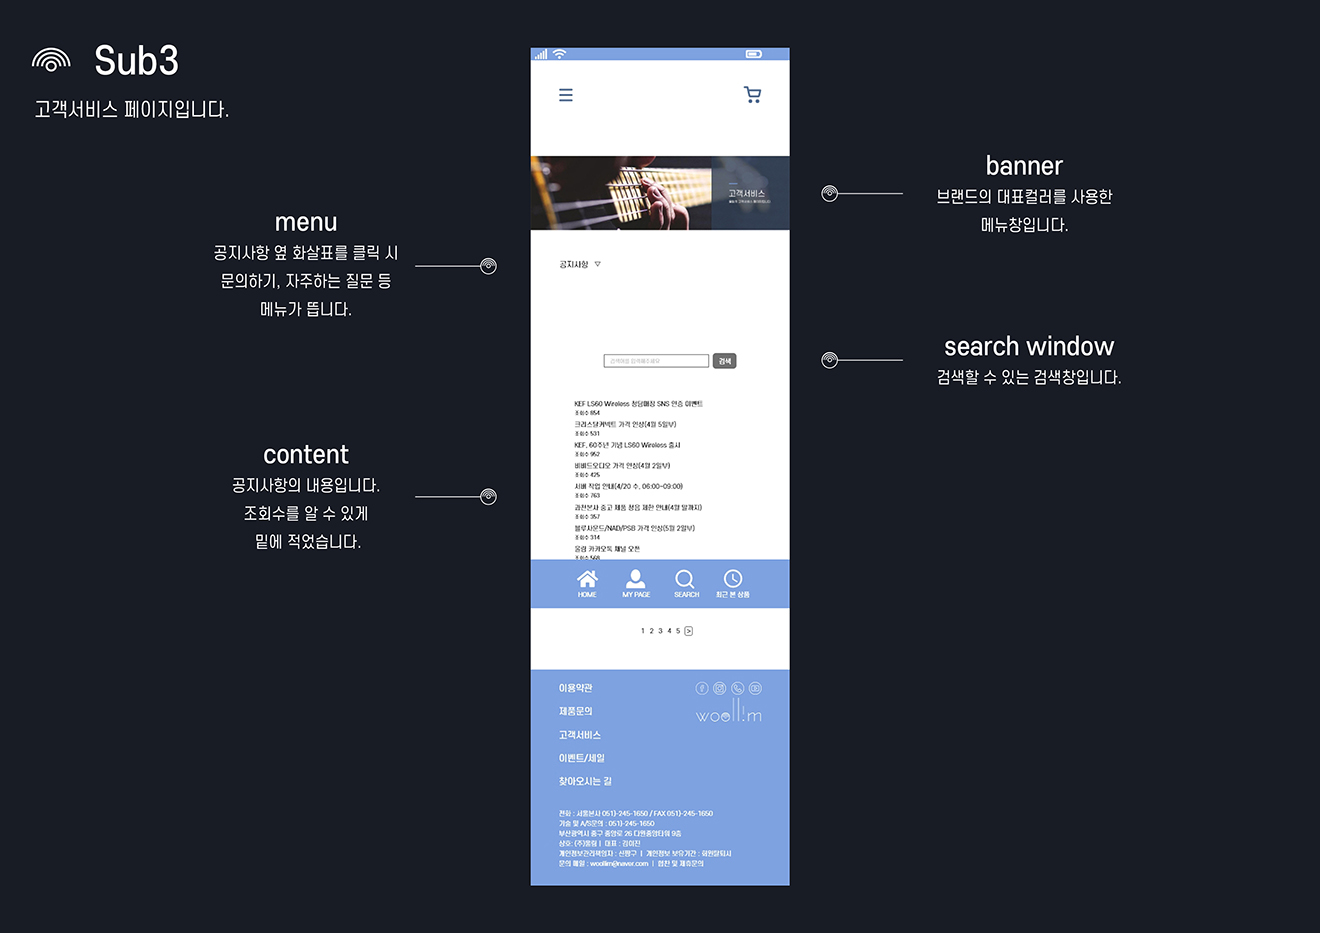 Sub3
고객서비스 페이지입니다.
menu
공지사항 옆 화살표를 클릭 시
문의하기, 자주하는 질문 등
메뉴가 뜹니다.
content
공지사항의 내용입니다.
조회수를 알 수 있게
밑에 적었습니다.
고객서비스
공지사항
검색
KEF LS60 Wireless 청담매장 SNS 인증 이벤트
조회수 854
크리스탈커넥트 가격 인상(4월 5일부)
조회수 531
KEF, 60주년 기념 LS60 Wireless 출시
조회수 952
비비드오디오 가격 인상(4월 2일부)
조회수 425
서버 작업 안내(4/20 수, 06:00~09:00)
조회수 763
과천본사 중고 제품 청음 제한 안내(4월 말까지)
조회수 357
블루사운드/NAD/PSB 가격 인상(5월 2일부)
조회수 314
울림 카카오톡 채널 오픈
조회수 568
HOME
MY PAGE
SEARCH
최근 본 상품
1 2 3 4 5 >
이용약관
제품문의
고객서비스
이벤트/세일
찾아오시는 길
woollim
전화 : 서울본사 051)-245-1650 / FAX 051)-245-1650
기술 및 A/S문의 : 051)-245-1650
부산광역시 중구 중앙로 26 다원중앙타워 9층
상호: (주)울림 | 대표 : 김미진
개인정보관리책임자 : 신짱구 | 개인정보 보유기간 : 회원탈퇴시
문의 메일 : woollim@naver.com | 협찬 및 제휴문의
banner
브랜드의 대표컬러를 사용한
메뉴창입니다.
search window
검색할 수 있는 검색창입니다.